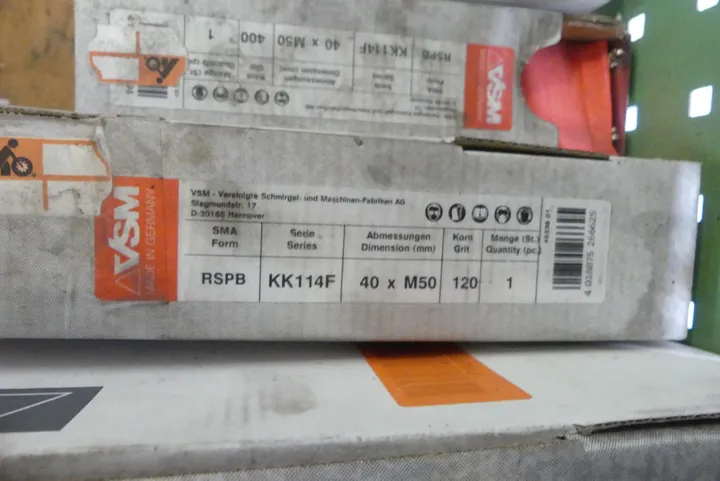 VSM
MADE IN GERMANY
VSM - Vereinigte Schmirgel- und Maschinen-Fabriken AG
Siegmundstr. 17
D-30165 Hannover
SMA Form
Serie Series
Abmessungen Dimension (mm)
Korn Grit
Menge (St.) Quantity (pc.)
RSPB
KK114F
40 x M50
120
1
4 018675 266625
VSM
RSPB
KK114F
40 x M50
400
1